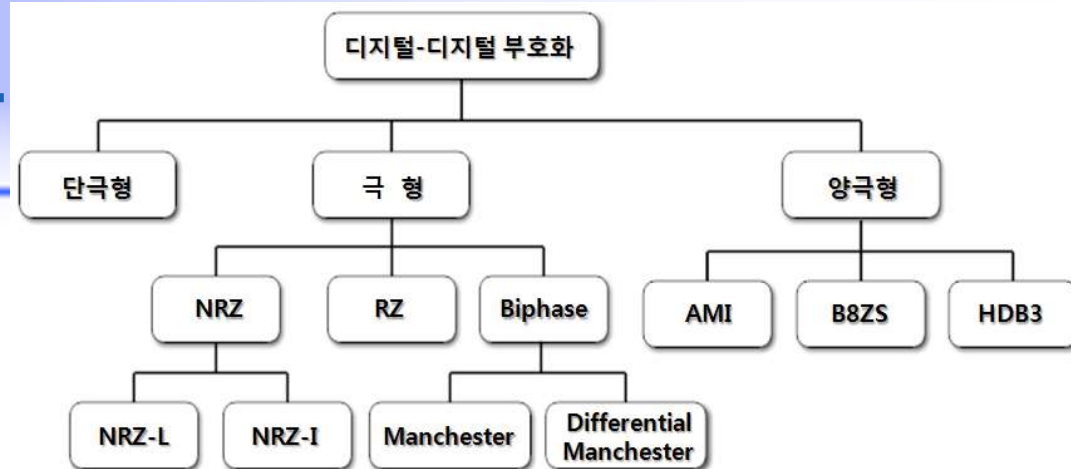 디지털-디지털 부호화
단극형
극 형
양극형
NRZ
RZ
Biphase
AMI
B8ZS
HDB3
NRZ-L
NRZ-I
Manchester
Differential
Manchester